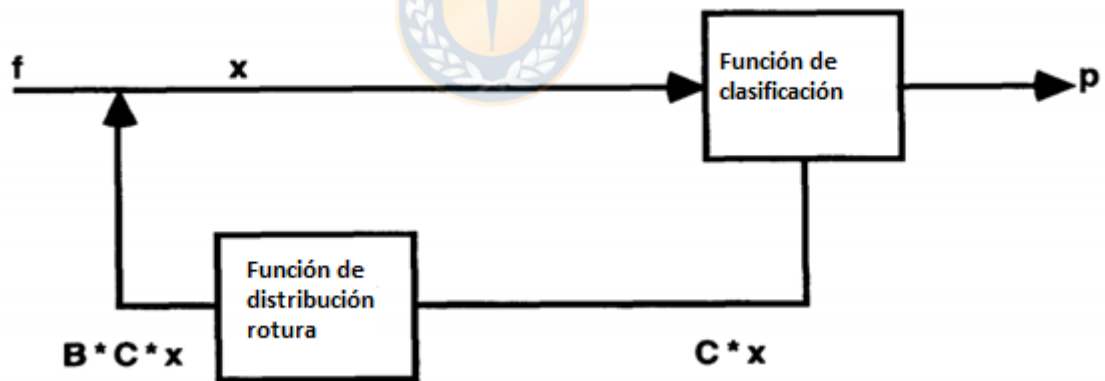 f
x
Función de
clasificación
p
Función de
distribución
rotura
B * C * x
C * x